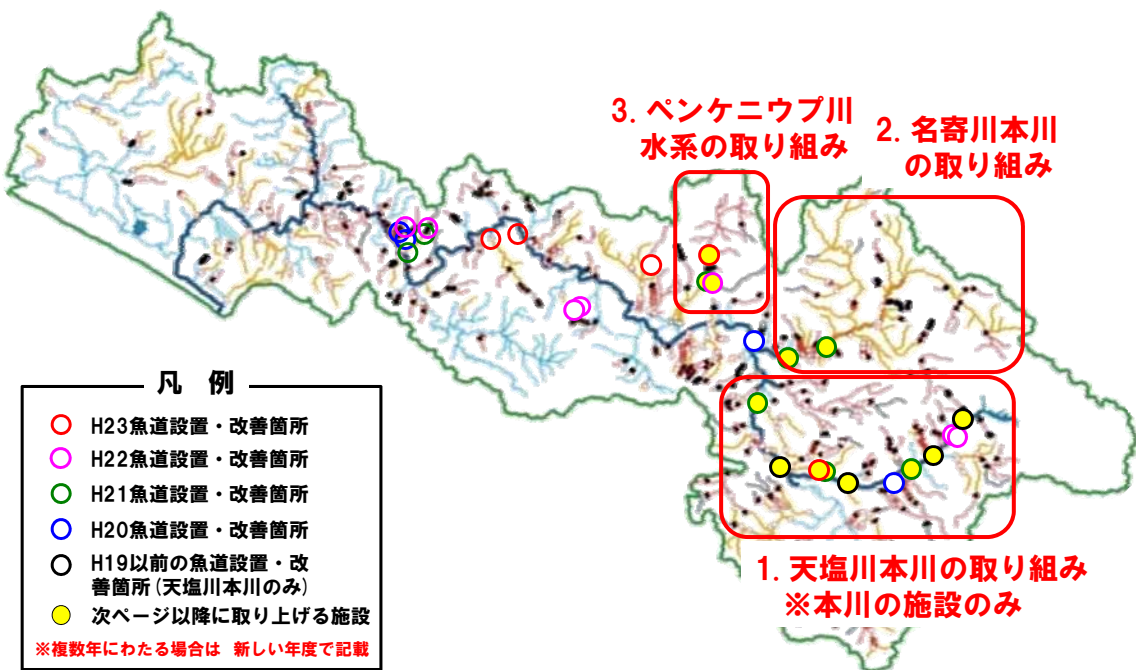 3. ペンケニウプ川
水系の取り組み
2. 名寄川本川
の取り組み
凡 例
H23魚道設置・改善箇所
H22魚道設置・改善箇所
H21魚道設置・改善箇所
H20魚道設置・改善箇所
H19以前の魚道設置・改
善箇所(天塩川本川のみ)
次ページ以降に取り上げる施設
※複数年にわたる場合は 新しい年度で記載
1. 天塩川本川の取り組み
※本川の施設のみ